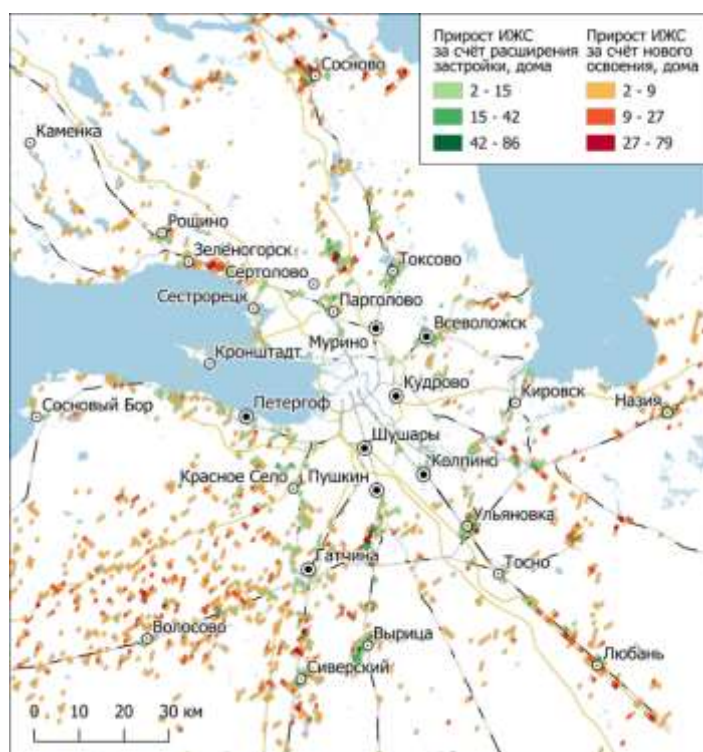 Прирост ИЖС
за счёт расширения
застройки, дома
2 - 15
15 - 42
42 - 86
Прирост ИЖС
за счёт нового
освоения, дома
2 - 9
9 - 27
27 - 79
Сосново
Каменка
Рощино
Зеленогорск
Сертолово
Токсово
Сестрорецк
Парголово
Мурино
Всеволожск
Кронштадт
Кудрово
Кировск
Назия
Сосновый Бор
Петергоф
Шушары
Красное Село
Пушкин
Колпино
Ульяновка
Гатчина
Тосно
Волосово
Вырица
Любань
Сиверский
0 10 20 30 км